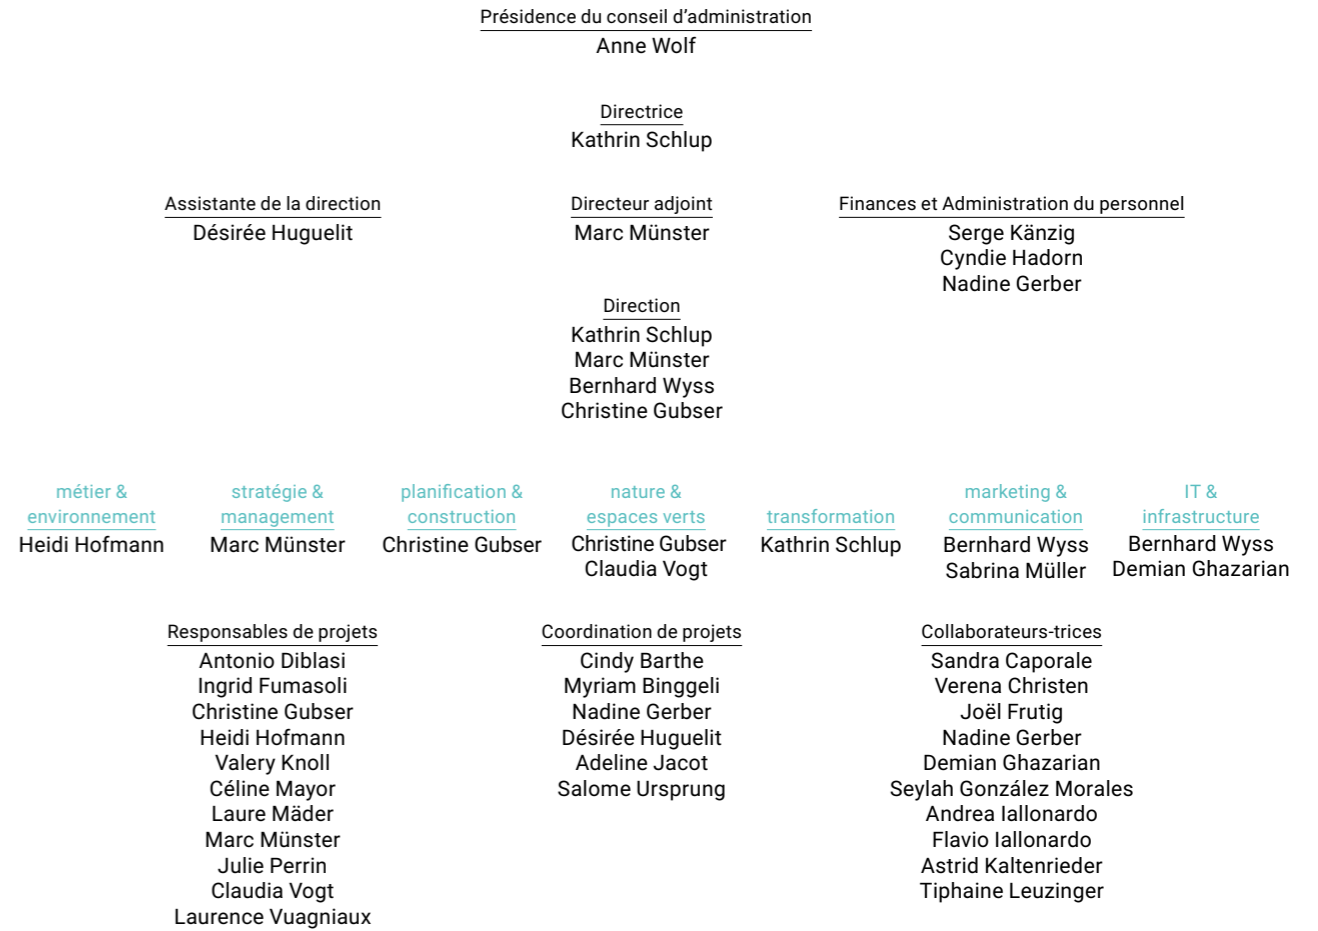 Présidence du conseil d’administration
Anne Wolf
Directrice
Kathrin Schlup
Assistante de la direction
Désirée Huguelit
Directeur adjoint
Marc Münster
Finances et Administration du personnel
Serge Känzig
Cyndie Hadorn
Nadine Gerber
Direction
Kathrin Schlup
Marc Münster
Bernhard Wyss
Christine Gubser
métier &
environnement
Heidi Hofmann
stratégie &
management
Marc Münster
planification &
construction
Christine Gubser
nature &
espaces verts
Christine Gubser
Claudia Vogt
transformation
Kathrin Schlup
marketing &
communication
Bernhard Wyss
Sabrina Müller
IT &
infrastructure
Bernhard Wyss
Demian Ghazarian
Responsables de projets
Antonio Diblasi
Ingrid Fumasoli
Christine Gubser
Heidi Hofmann
Valery Knoll
Céline Mayor
Laure Mäder
Marc Münster
Julie Perrin
Claudia Vogt
Laurence Vuagniaux
Coordination de projets
Cindy Barthe
Myriam Binggeli
Nadine Gerber
Désirée Huguelit
Adeline Jacot
Salome Ursprung
Collaborateurs-trices
Sandra Caporale
Verena Christen
Joël Frutig
Nadine Gerber
Demian Ghazarian
Seylah González Morales
Andrea Iallonardo
Flavio Iallonardo
Astrid Kaltenrieder
Tiphaine Leuzinger